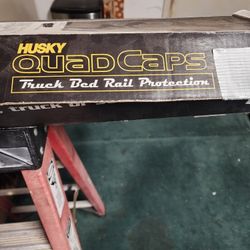 HUSKY
QUADCAPS
Truck Bed Rail Protection